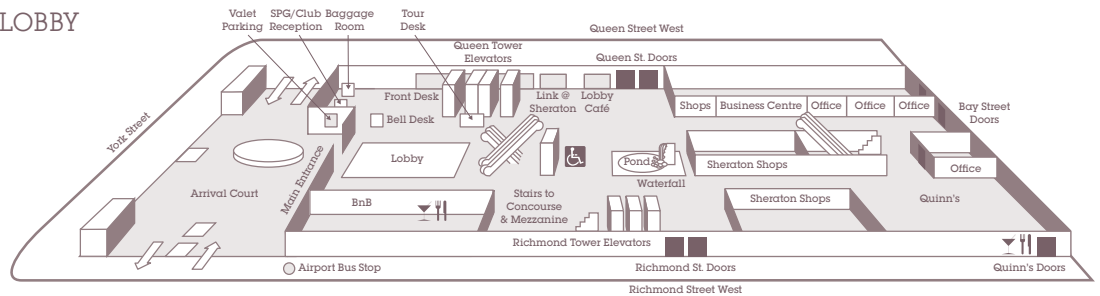 LOBBY
Valet
Parking
SPG/Club
Reception
Baggage
Room
Tour
Desk
Queen Street West
Queen Tower
Elevators
Queen St. Doors
Front Desk
Link @
Sheraton
Lobby
Café
Shops
Business Centre
Office
Office
Office
Bay Street
Doors
York Street
Bell Desk
Lobby
Pond
Waterfall
Sheraton Shops
Office
Arrival Court
Main Entrance
BnB
Stairs to
Concourse
& Mezzanine
Sheraton Shops
Quinn's
Richmond Tower Elevators
Airport Bus Stop
Richmond St. Doors
Quinn's Doors
Richmond Street West